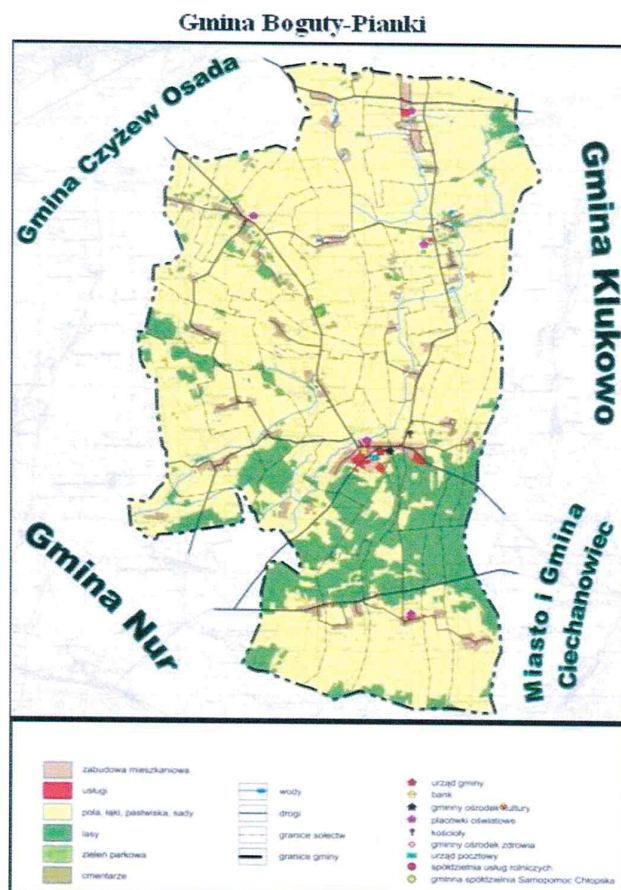 Gmina Boguty-Pianki
Gmina Czyżew Osada
Gmina Klukowo
Gmina Nur
Miasto i Gmina
Ciechanowiec
zabudowa mieszkaniowa
usługi
pola, łąki, pastwiska, sady
lasy
zieleń parkowa
cmentarze
wody
drogi
granice sołectw
granice gminy
urząd gminy
bank
gminny ośrodek kultury
placówki oświatowe
kościoły
gminny ośrodek zdrowia
urząd pocztowy
spółdzielnia usług rolniczych
gminna spółdzielnia Samopomoc Chłopska